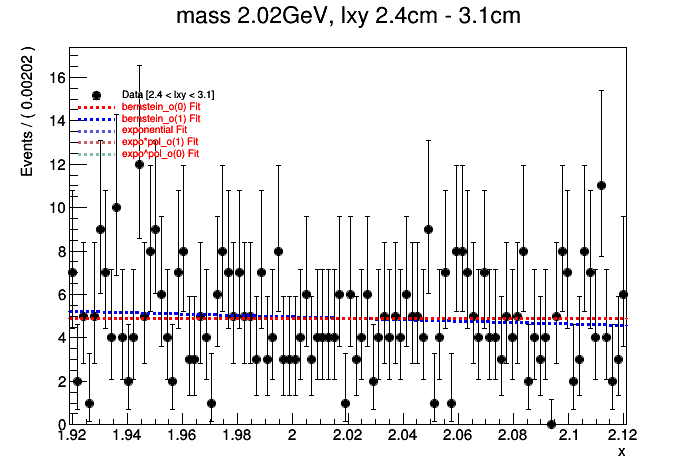 mass 2.02GeV, lxy 2.4cm - 3.1cm
Events / ( 0.00202 )
16
14
12
10
8
6
4
2
0
Data [2.4 < lxy < 3.1]
bernstein_o(0) Fit
bernstein_o(1) Fit
exponential Fit
expo*pol_o(1) Fit
expo^pol_o(0) Fit
1.92 1.94 1.96 1.98 2 2.02 2.04 2.06 2.08 2.1 2.12
x